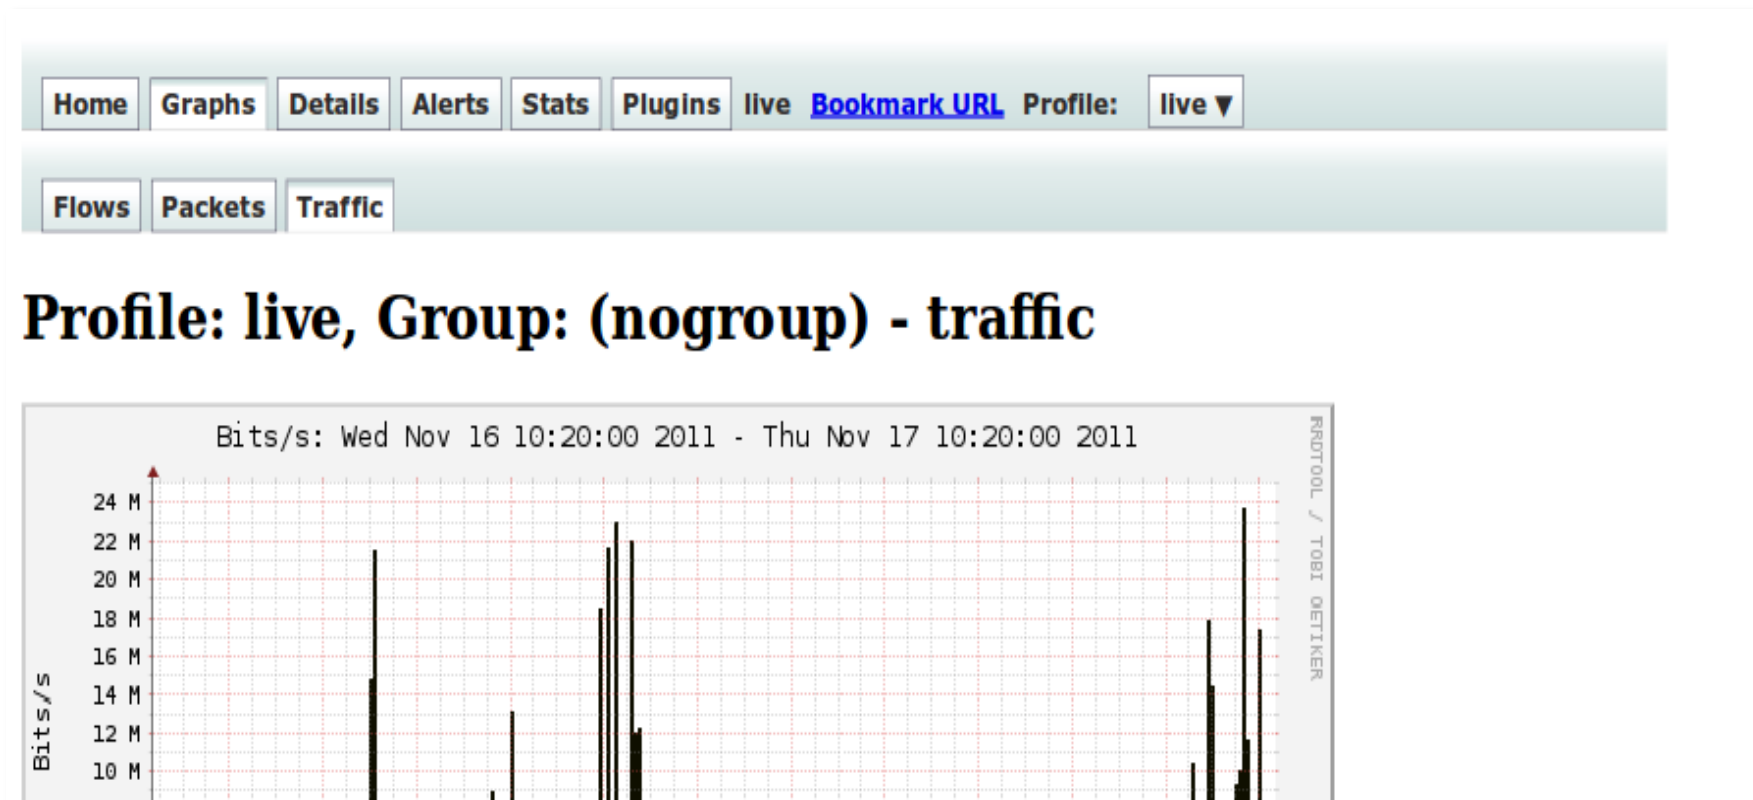 Home Graphs Details Alerts Stats Plugins live Bookmark URL Profile: live ▼
Flows Packets Traffic
Profile: live, Group: (nogroup) - traffic
Bits/s: Wed Nov 16 10:20:00 2011 - Thu Nov 17 10:20:00 2011
RRDTOOL / TOBI OETIKER
24 M
22 M
20 M
18 M
16 M
14 M
12 M
10 M
Bits/s